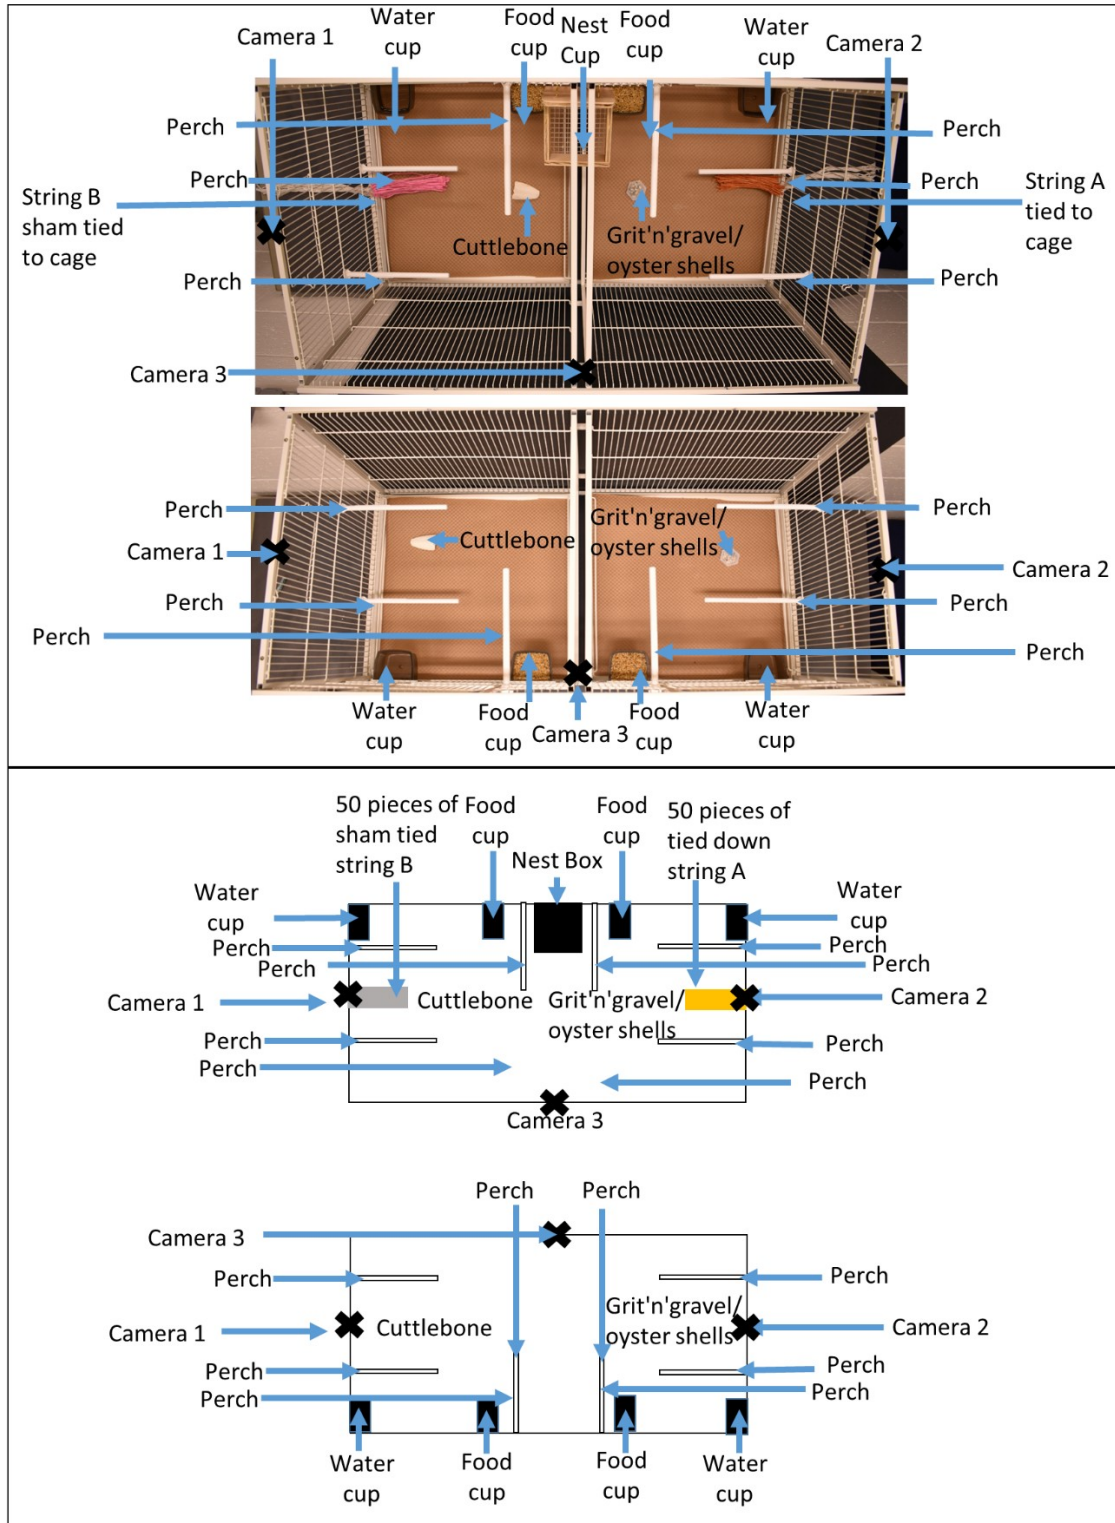 Camera 1
Water
cup
Food
cup
Nest
Cup
Food
cup
Water
cup
Camera 2
Perch
Perch
Perch
Perch
String B
sham tied
to cage
String A
tied to
cage
Cuttlebone
Grit'n'gravel/
oyster shells
Perch
Perch
Camera 3
Perch
Perch
Grit'n'gravel/
oyster shells
Cuttlebone
Camera 1
Camera 2
Perch
Perch
Perch
Perch
Water
cup
Food
cup
Camera 3
Food
cup
Water
cup
50 pieces of
sham tied
string B
Food
cup
Nest Box
Food
cup
50 pieces of
tied down
string A
Water
cup
Water
cup
Perch
Perch
Perch
Perch
Camera 1
Cuttlebone
Grit'n'gravel/
oyster shells
Camera 2
Perch
Perch
Perch
Perch
Camera 3
Perch
Perch
Camera 3
Perch
Perch
Camera 1
Cuttlebone
Grit'n'gravel/
oyster shells
Camera 2
Perch
Perch
Perch
Perch
Water
cup
Food
cup
Food
cup
Water
cup